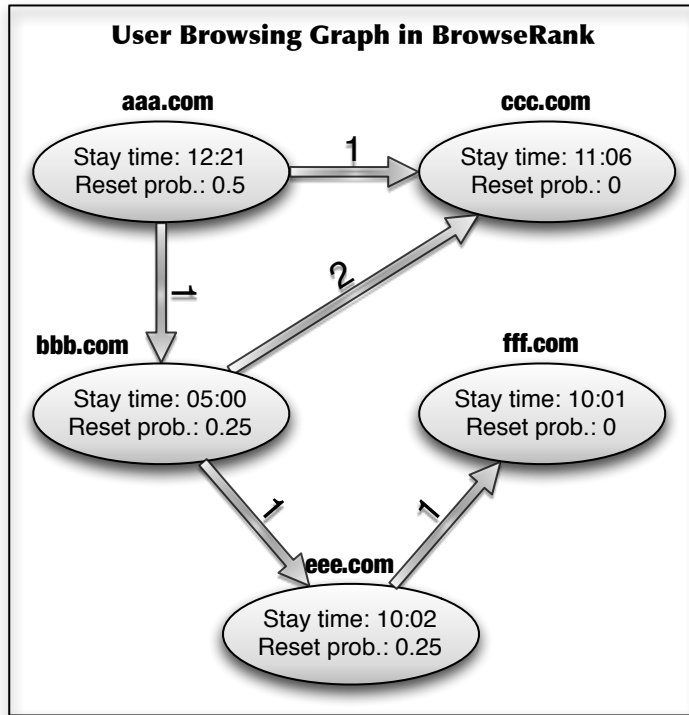 User Browsing Graph in BrowseRank
aaa.com
ccc.com
Stay time: 12:21
Reset prob.: 0.5
1
Stay time: 11:06
Reset prob.: 0
1
2
bbb.com
fff.com
Stay time: 05:00
Reset prob.: 0.25
Stay time: 10:01
Reset prob.: 0
1
1
eee.com
Stay time: 10:02
Reset prob.: 0.25